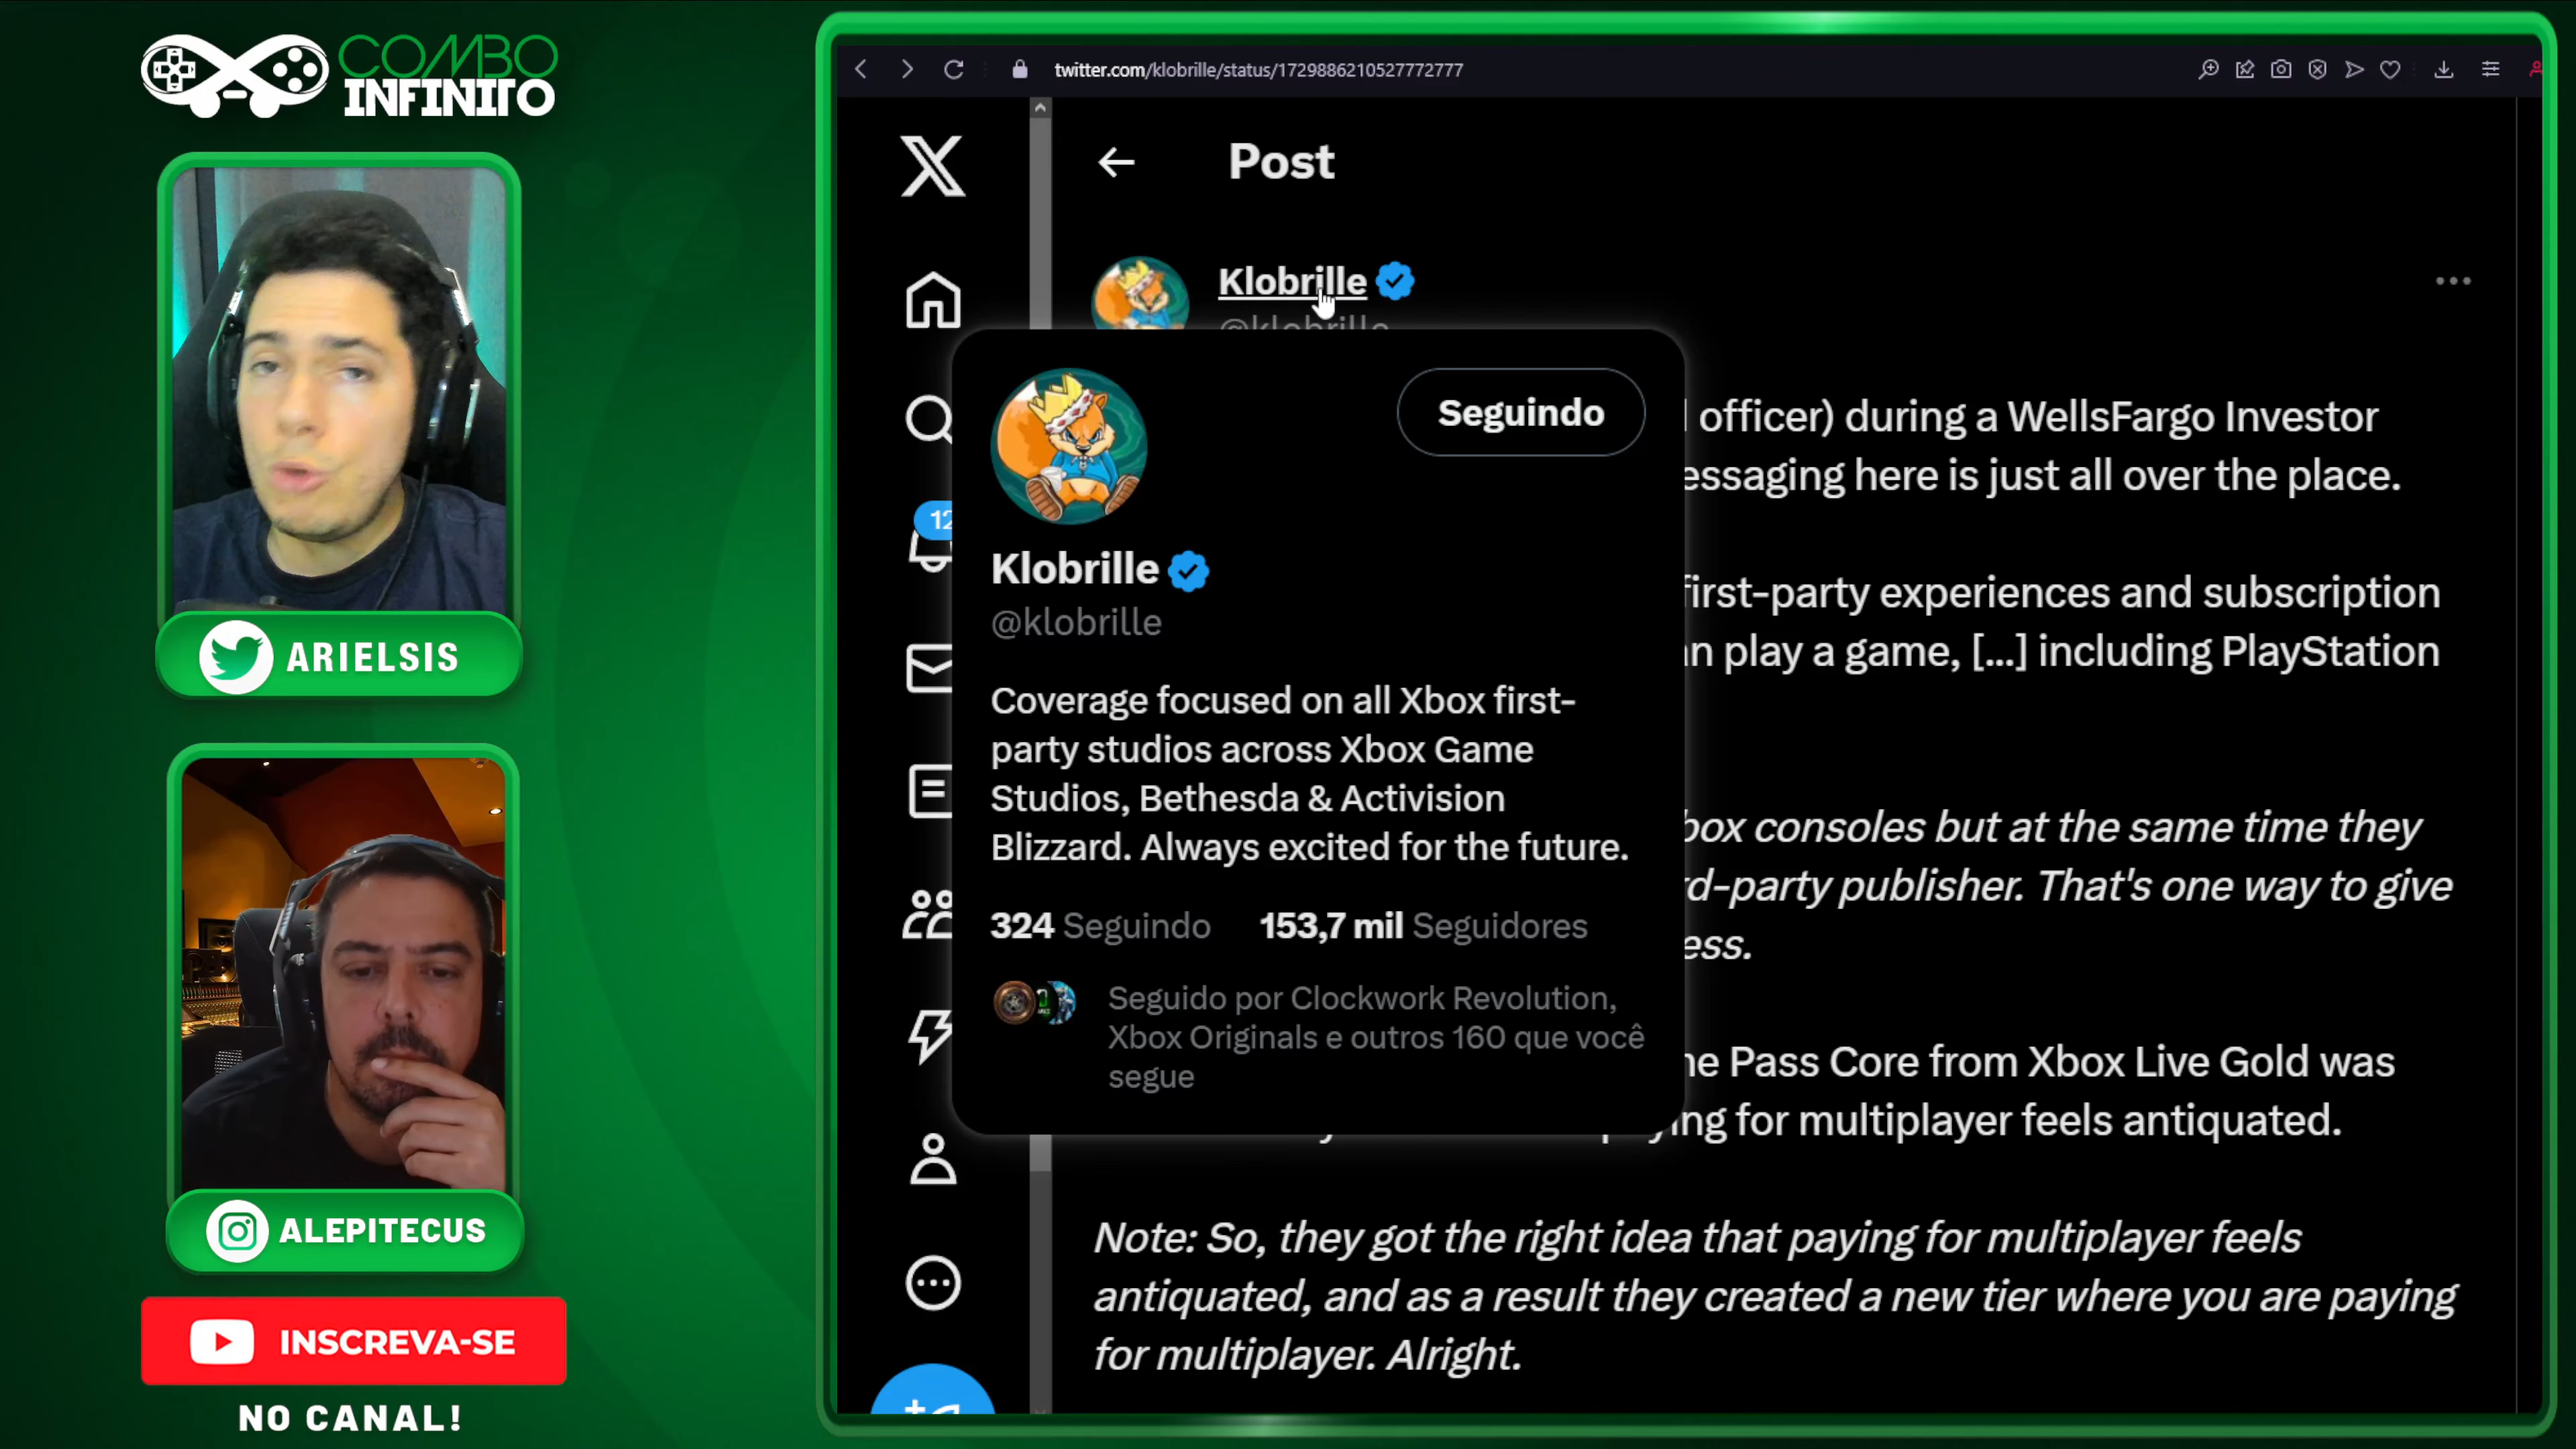 COMBO
INFINITO
ARIELSIS
ALEPITECUS
INSCREVA-SE
NO CANAL!
twitter.com/klobrille/status/1729886210527772777
Post
Klobrille
@klobrille
12
Seguindo
Klobrille
@klobrille
Coverage focused on all Xbox first-
party studios across Xbox Game
Studios, Bethesda & Activision
Blizzard. Always excited for the future.
324 Seguindo 153,7 mil Seguidores
Seguido por Clockwork Revolution,
Xbox Originals e outros 160 que você
segue
officer) during a WellsFargo Investor
essaging here is just all over the place.
first-party experiences and subscription
an play a game, [...] including PlayStation
box consoles but at the same time they
rd-party publisher. That's one way to give
ess.
me Pass Core from Xbox Live Gold was
ing for multiplayer feels antiquated.
Note: So, they got the right idea that paying for multiplayer feels
antiquated, and as a result they created a new tier where you are paying
for multiplayer. Alright.